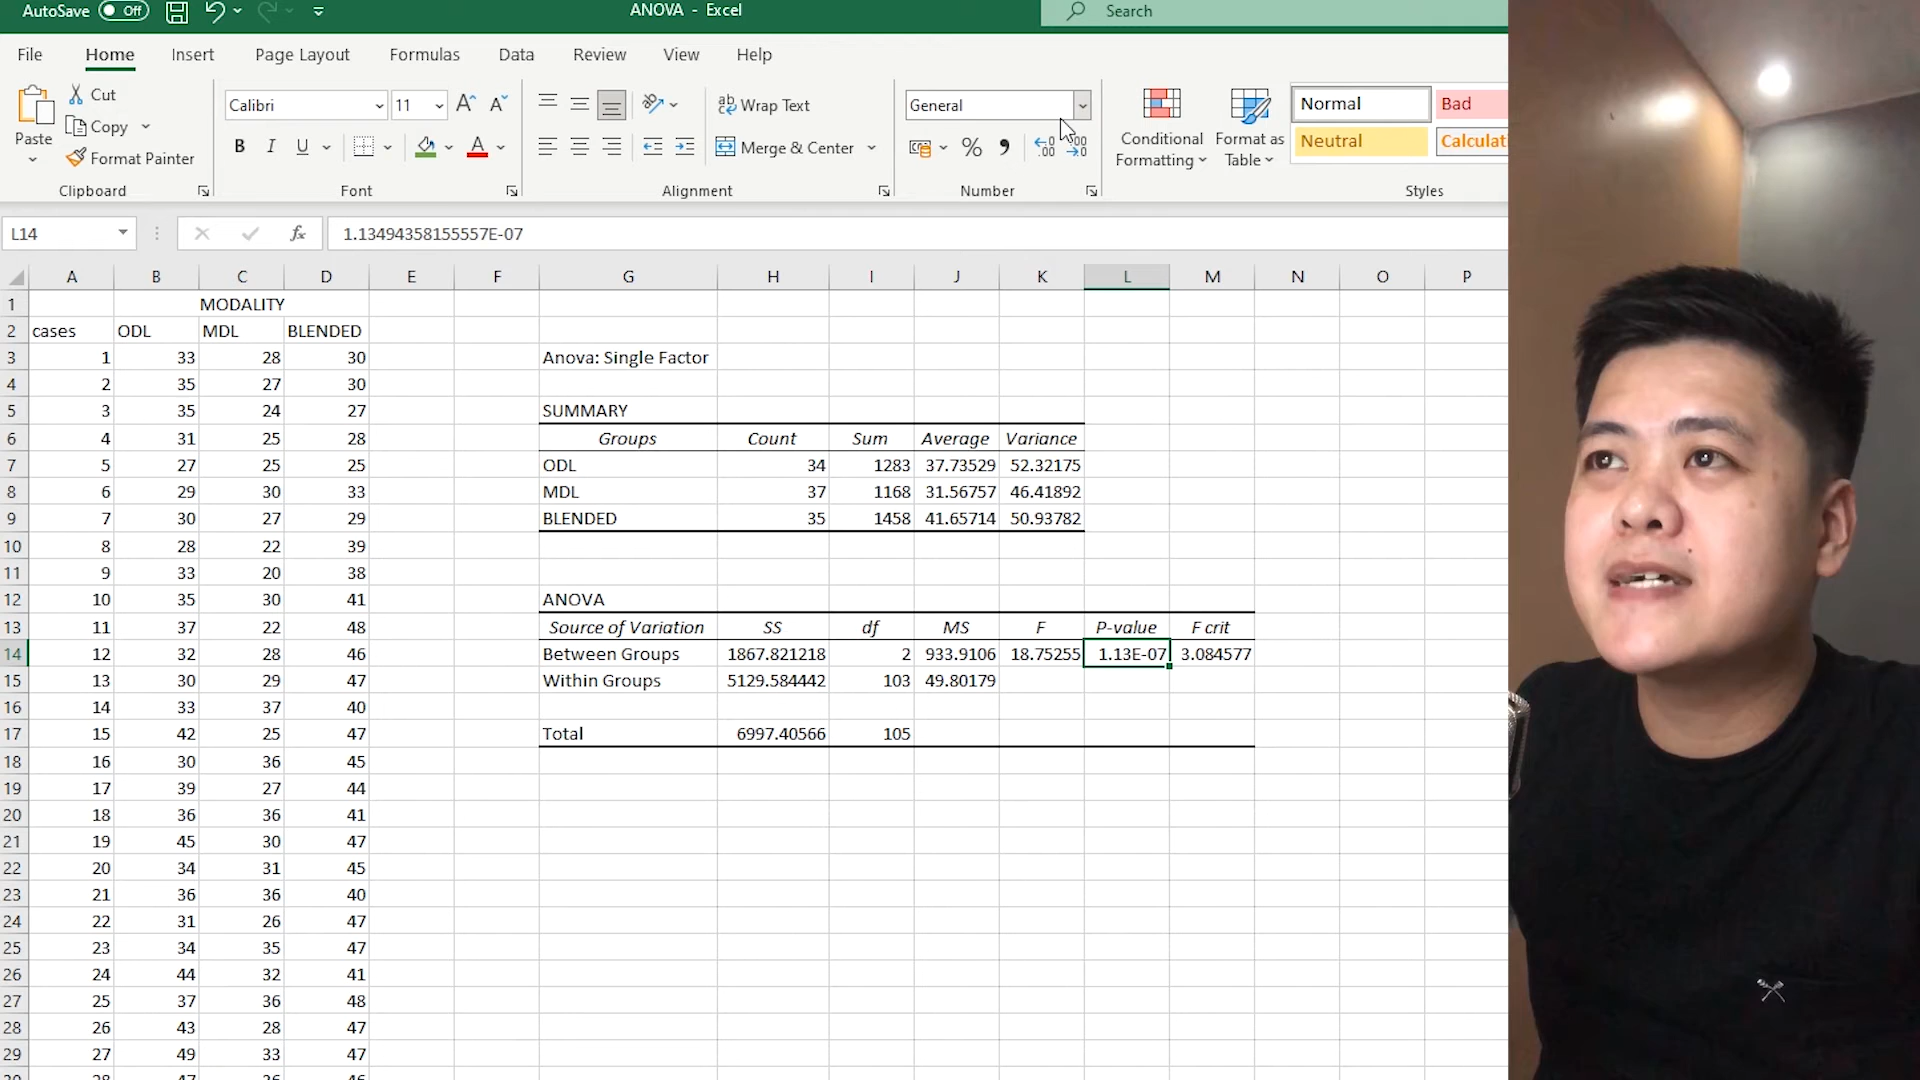 AutoSave Off ANOVA - Excel Search
File Home Insert Page Layout Formulas Data Review View Help
Paste Cut Copy Format Painter Clipboard
Calibri 11 B I U Font
Wrap Text Merge & Center Alignment
General % Number
Conditional Formatting Format as Table Normal Bad Neutral Calculati Styles
L14 fx 1.13494358155557E-07
A B C D E F G H I J K L M N O P
1 MODALITY
2 cases ODL MDL BLENDED
3 1 33 28 30 Anova: Single Factor
4 2 35 27 30
5 3 35 24 27 SUMMARY
6 4 31 25 28 Groups Count Sum Average Variance
7 5 27 25 25 ODL 34 1283 37.73529 52.32175
8 6 29 30 33 MDL 37 1168 31.56757 46.41892
9 7 30 27 29 BLENDED 35 1458 41.65714 50.93782
10 8 28 22 39
11 9 33 20 38
12 10 35 30 41 ANOVA
13 11 37 22 48 Source of Variation SS df MS F P-value F crit
14 12 32 28 46 Between Groups 1867.821218 2 933.9106 18.75255 1.13E-07 3.084577
15 13 30 29 47 Within Groups 5129.584442 103 49.80179
16 14 33 37 40
17 15 42 25 47 Total 6997.40566 105
18 16 30 36 45
19 17 39 27 44
20 18 36 36 41
21 19 45 30 47
22 20 34 31 45
23 21 36 36 40
24 22 31 26 47
25 23 34 35 47
26 24 44 32 41
27 25 37 36 48
28 26 43 28 47
29 27 49 33 47